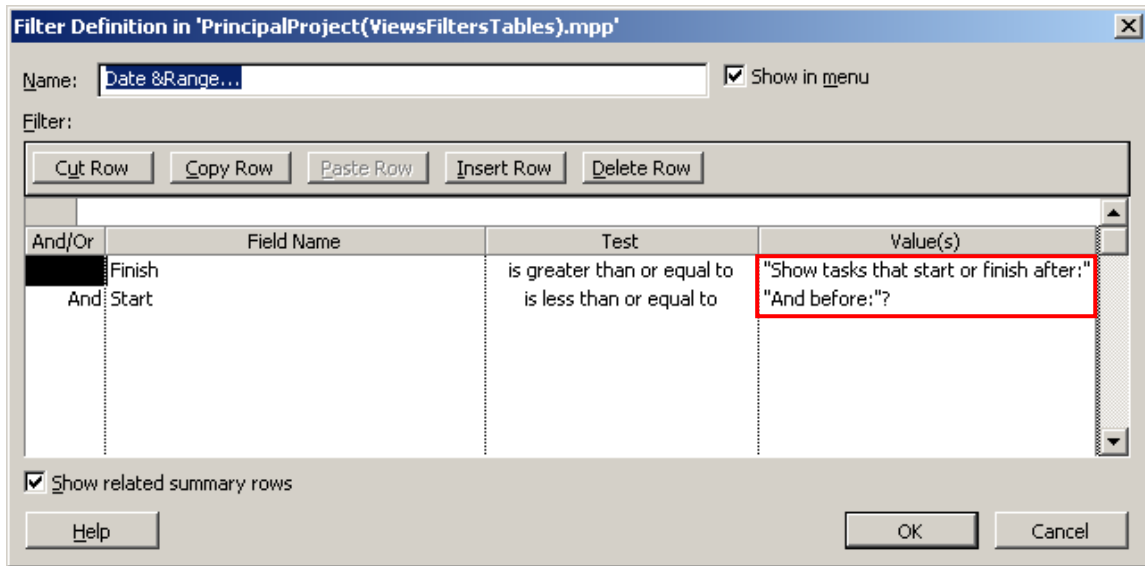 Filter Definition in 'PrincipalProject(ViewsFiltersTables).mpp'
Name: Date &Range... Show in menu
Filter:
Cut Row Copy Row Paste Row Insert Row Delete Row
And/Or Field Name Test Value(s)
Finish is greater than or equal to "Show tasks that start or finish after:"
And Start is less than or equal to "And before:"?
Show related summary rows
Help OK Cancel